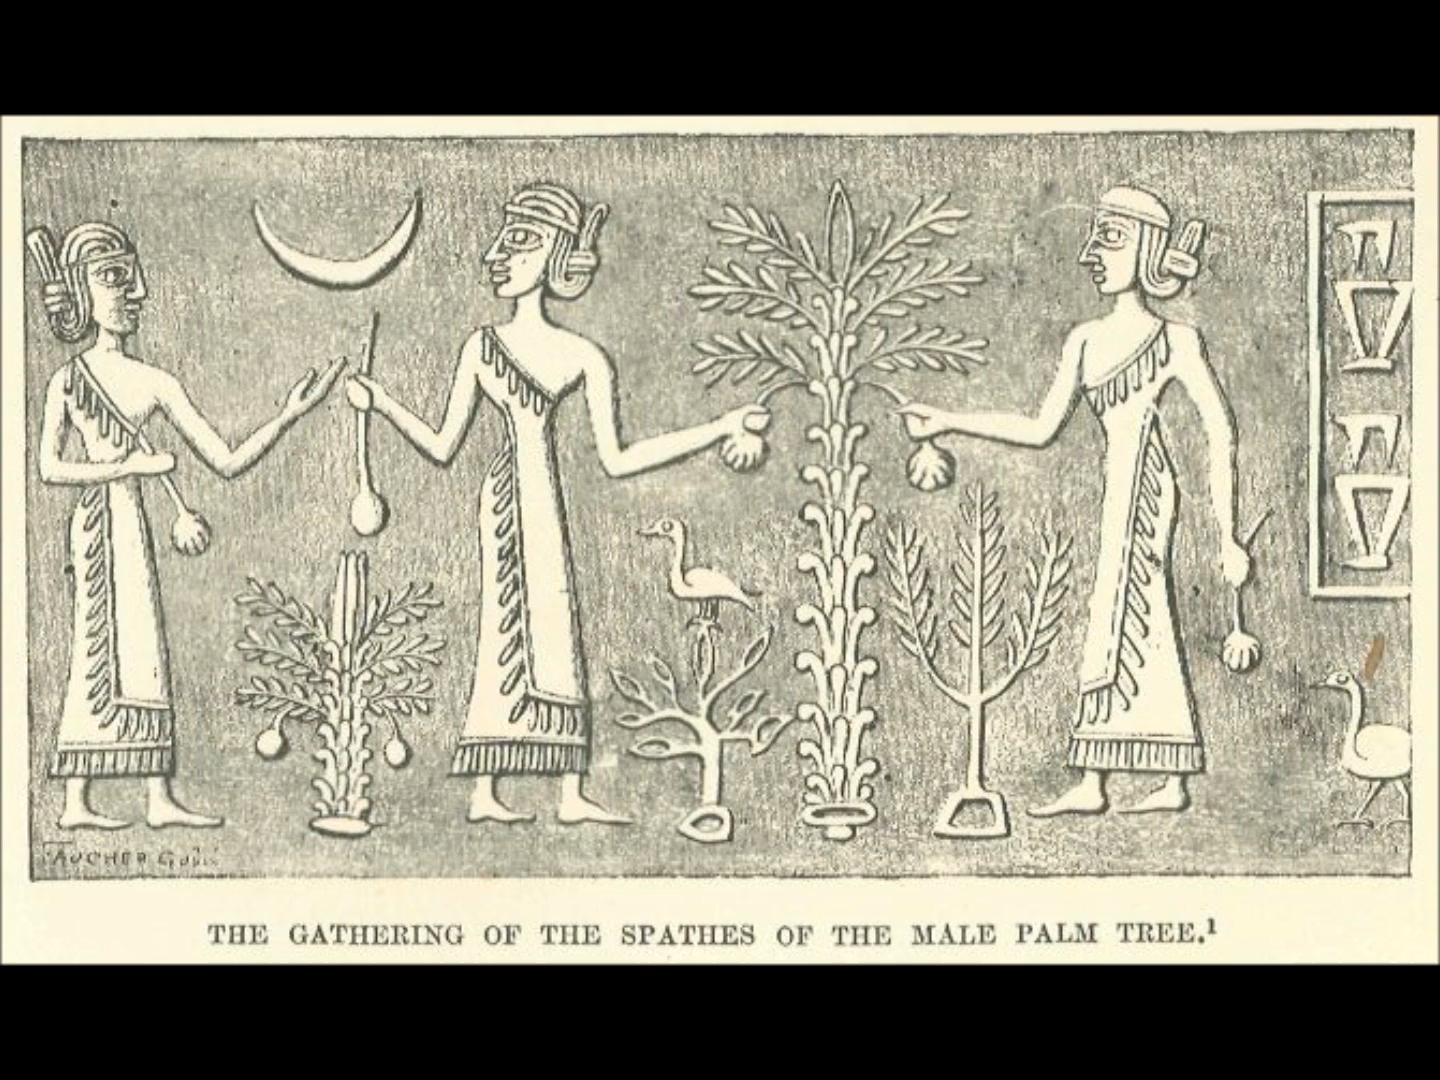 THE GATHERING OF THE SPATHES OF THE MALE PALM TREE.¹